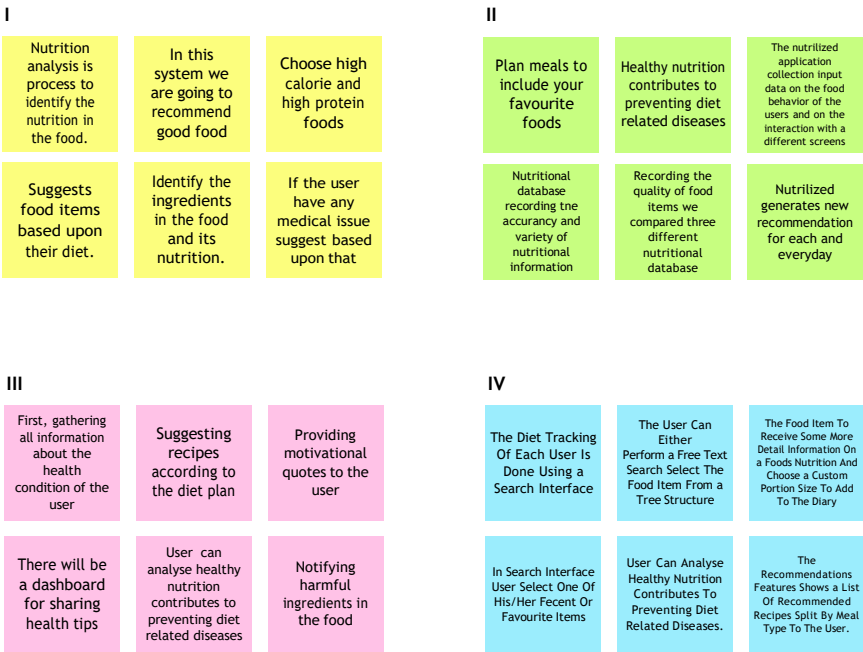 I
Nutrition
analysis is
process to
identify the
nutrition in
the food.
In this
system we
are going to
recommend
good food
Choose high
calorie and
high protein
foods
Suggests
food items
based upon
their diet.
Identify the
ingredients
in the food
and its
nutrition.
If the user
have any
medical issue
suggest based
upon that
II
Plan meals to
include your
favourite
foods
Healthy nutrition
contributes to
preventing diet
related diseases
The nutrilized
application
collection input
data on the food
behavior of the
users and on the
interaction with a
different screens
Nutritional
database
recording tne
accurancy and
variety of
nutritional
information
Recording the
quality of food
items we
compared three
different
nutritional
database
Nutrilized
generates new
recommendation
for each and
everyday
III
First, gathering
all information
about the
health
condition of the
user
Suggesting
recipes
according to
the diet plan
Providing
motivational
quotes to the
user
There will be
a dashboard
for sharing
health tips
User can
analyse healthy
nutrition
contributes to
preventing diet
related diseases
Notifying
harmful
ingredients in
the food
IV
The Diet Tracking
Of Each User Is
Done Using a
Search Interface
The User Can
Either
Perform a Free Text
Search Select The
Food Item From a
Tree Structure
The Food Item To
Receive Some More
Detail Information On
a Foods Nutrition And
Choose a Custom
Portion Size To Add
To The Diary
In Search Interface
User Select One Of
His/Her Fecent Or
Favourite Items
User Can Analyse
Healthy Nutrition
Contributes To
Preventing Diet
Related Diseases.
The
Recommendations
Features Shows a List
Of Recommended
Recipes Split By Meal
Type To The User.